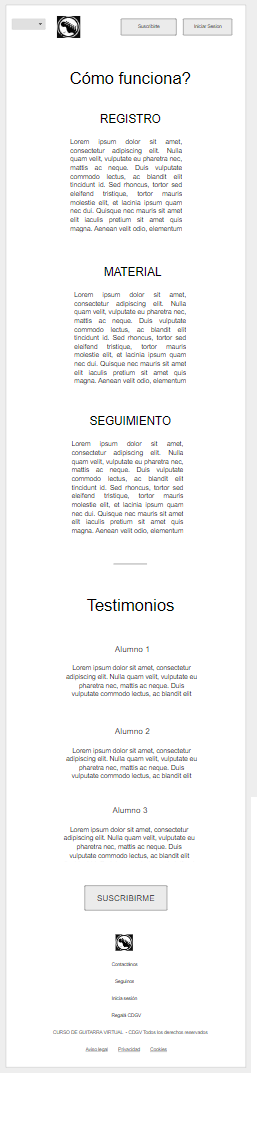 Suscribirte
Iniciar Sesion
Cómo funciona?
REGISTRO
Lorem ipsum dolor sit amet,
consectetur adipiscing elit. Nulla
quam velit, vulputate eu pharetra nec,
mattis ac neque. Duis vulputate
commodo lectus, ac blandit elit
tincidunt id. Sed rhoncus, tortor sed
eleifend tristique, tortor mauris
molestie elit, et lacinia ipsum quam
nec dui. Quisque nec mauris sit amet
elit iaculis pretium sit amet quis
magna. Aenean velit odio, elementum
MATERIAL
Lorem ipsum dolor sit amet,
consectetur adipiscing elit. Nulla
quam velit, vulputate eu pharetra nec,
mattis ac neque. Duis vulputate
commodo lectus, ac blandit elit
tincidunt id. Sed rhoncus, tortor sed
eleifend tristique, tortor mauris
molestie elit, et lacinia ipsum quam
nec dui. Quisque nec mauris sit amet
elit iaculis pretium sit amet quis
magna. Aenean velit odio, elementum
SEGUIMIENTO
Lorem ipsum dolor sit amet,
consectetur adipiscing elit. Nulla
quam velit, vulputate eu pharetra nec,
mattis ac neque. Duis vulputate
commodo lectus, ac blandit elit
tincidunt id. Sed rhoncus, tortor sed
eleifend tristique, tortor mauris
molestie elit, et lacinia ipsum quam
nec dui. Quisque nec mauris sit amet
elit iaculis pretium sit amet quis
magna. Aenean velit odio, elementum
Testimonios
Alumno 1
Lorem ipsum dolor sit amet, consectetur
adipiscing elit. Nulla quam velit, vulputate eu
pharetra nec, mattis ac neque. Duis
vulputate commodo lectus, ac blandit elit
Alumno 2
Lorem ipsum dolor sit amet, consectetur
adipiscing elit. Nulla quam velit, vulputate eu
pharetra nec, mattis ac neque. Duis
vulputate commodo lectus, ac blandit elit
Alumno 3
Lorem ipsum dolor sit amet, consectetur
adipiscing elit. Nulla quam velit, vulputate eu
pharetra nec, mattis ac neque. Duis
vulputate commodo lectus, ac blandit elit
SUSCRIBIRME
Contactános
Seguinos
Inicia sesión
Regalá CDGV
CURSO DE GUITARRA VIRTUAL - CDGV Todos los derechos reservados
Aviso legal Privacidad Cookies